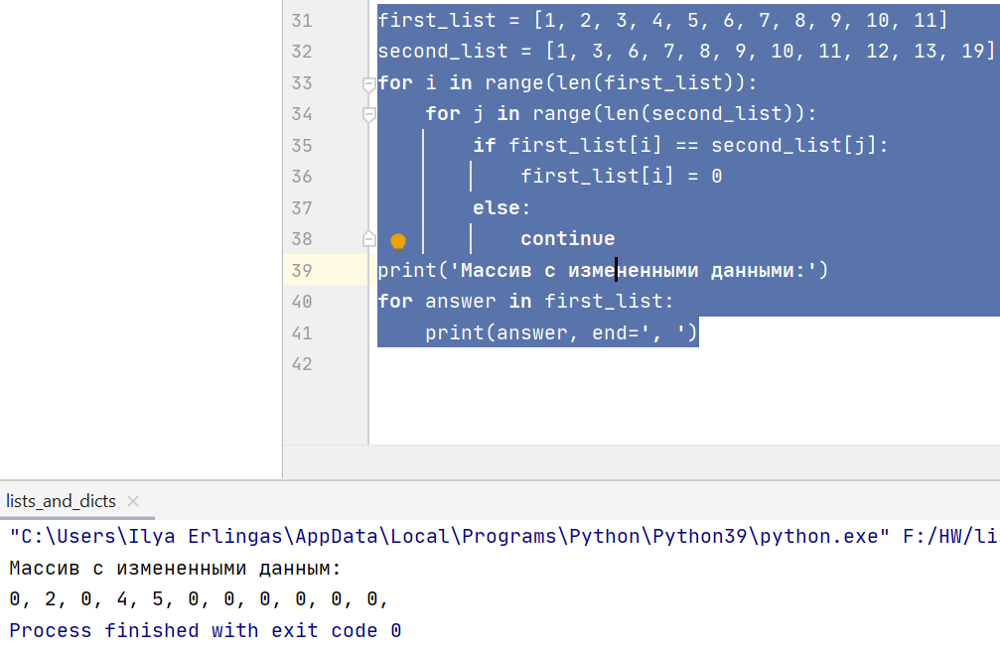 31 first_list = [1, 2, 3, 4, 5, 6, 7, 8, 9, 10, 11]
32 second_list = [1, 3, 6, 7, 8, 9, 10, 11, 12, 13, 19]
33 for i in range(len(first_list)):
34     for j in range(len(second_list)):
35         if first_list[i] == second_list[j]:
36             first_list[i] = 0
37         else:
38             continue
39 print('Массив с измененными данными:')
40 for answer in first_list:
41     print(answer, end=', ')
42
lists_and_dicts
"C:\Users\Ilya Erlingas\AppData\Local\Programs\Python\Python39\python.exe" F:/HW/li
Массив с измененными данным:
0, 2, 0, 4, 5, 0, 0, 0, 0, 0, 0,
Process finished with exit code 0